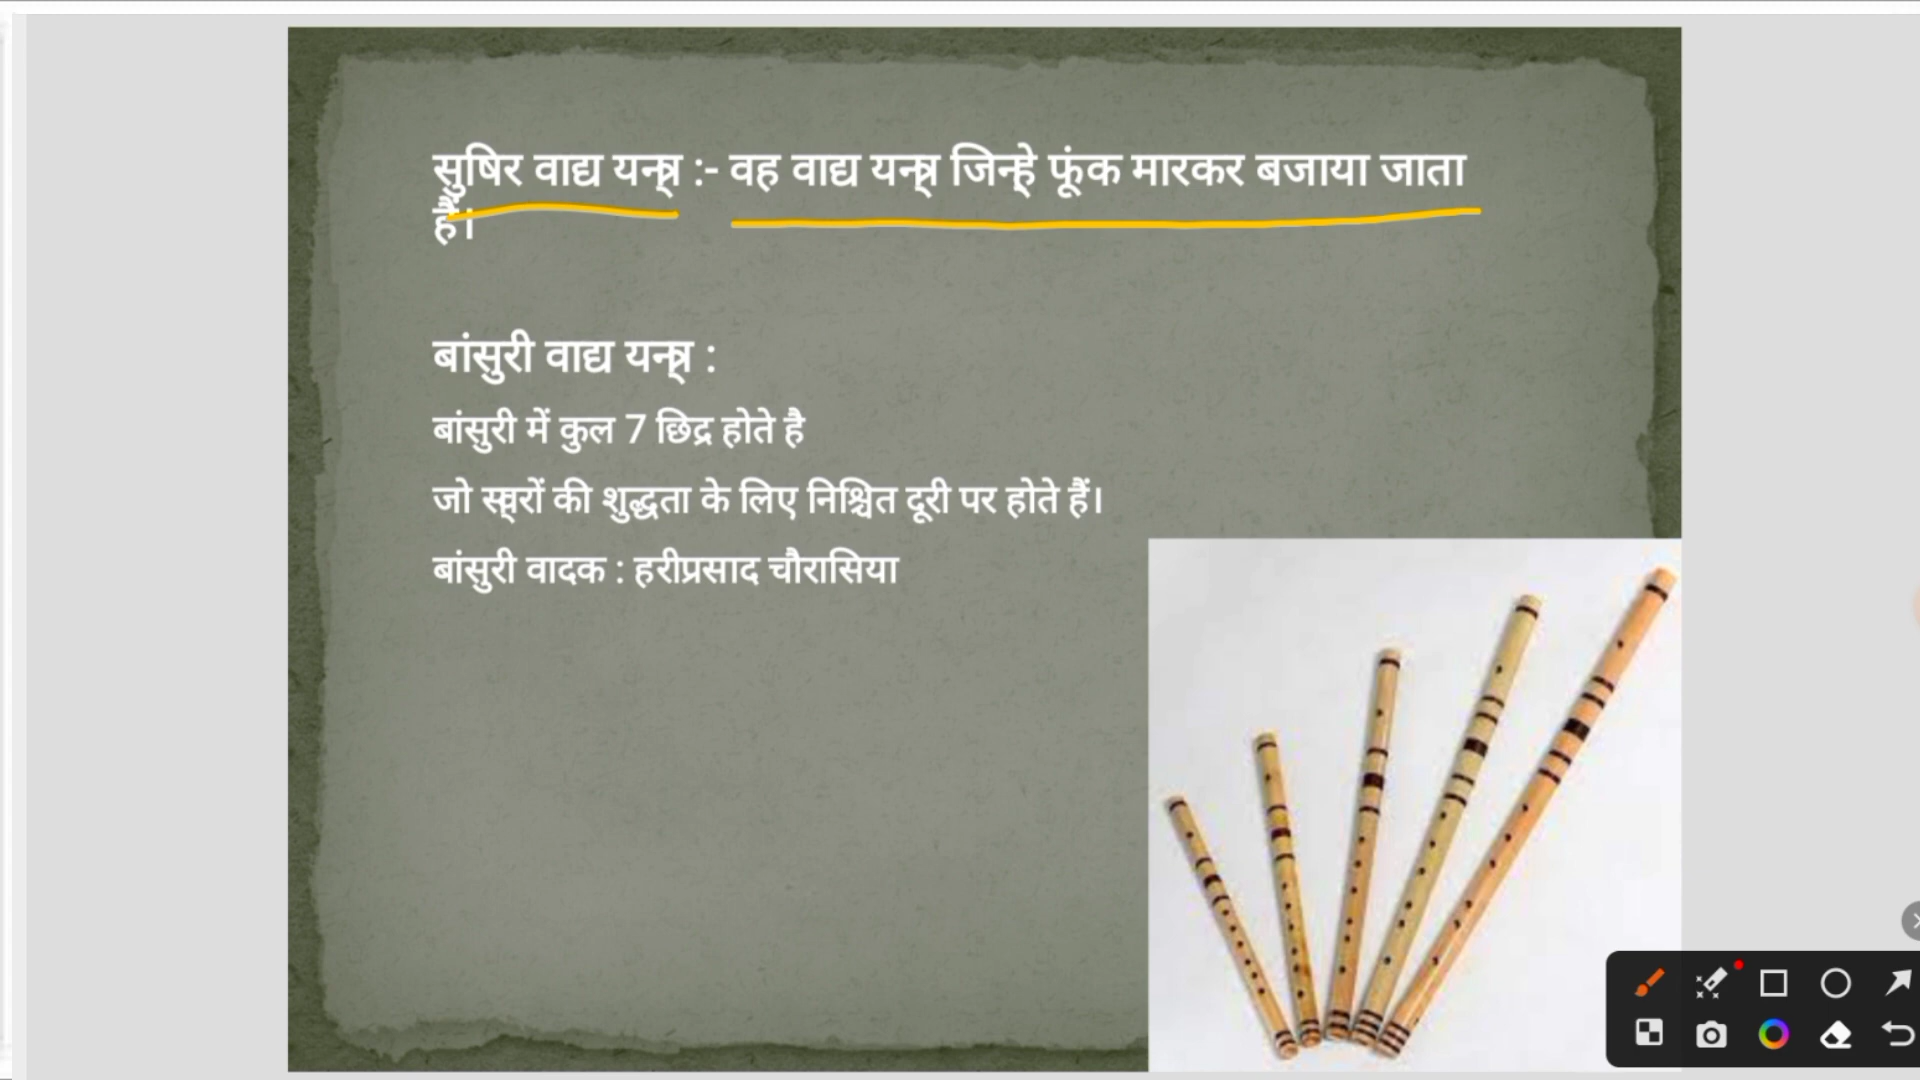 सुषिर वाद्य यन्त्र :- वह वाद्य यन्त्र जिन्हे फूंक मारकर बजाया जाता
हैं।
बांसुरी वाद्य यन्त्र :
बांसुरी में कुल 7 छिद्र होते है
जो स्वरों की शुद्धता के लिए निश्चित दूरी पर होते हैं।
बांसुरी वादक : हरीप्रसाद चौरासिया